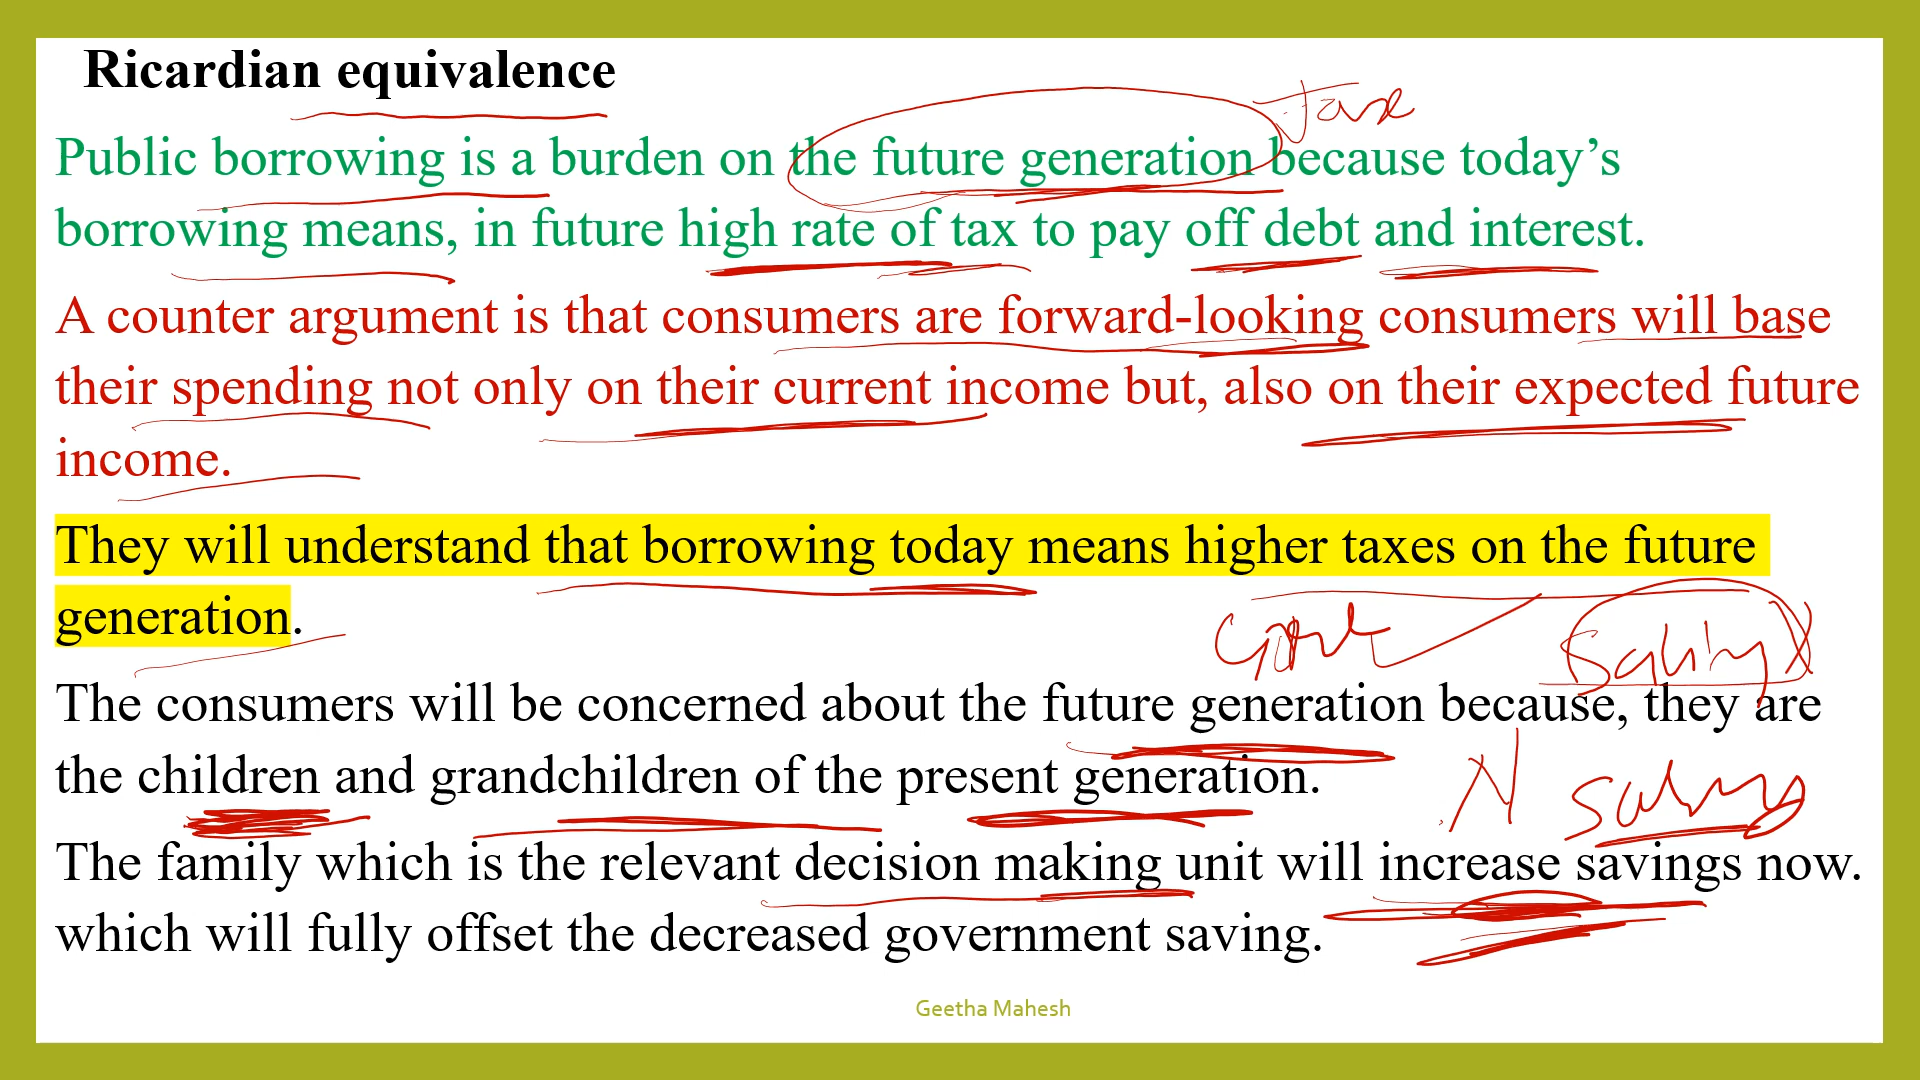 Ricardian equivalence
Tax
Public borrowing is a burden on the future generation because today’s
borrowing means, in future high rate of tax to pay off debt and interest.
A counter argument is that consumers are forward-looking consumers will base
their spending not only on their current income but, also on their expected future
income.
They will understand that borrowing today means higher taxes on the future
generation.
Govt
The consumers will be concerned about the future generation because, they are
the children and grandchildren of the present generation.
N savings
The family which is the relevant decision making unit will increase savings now.
which will fully offset the decreased government saving.
Geetha Mahesh